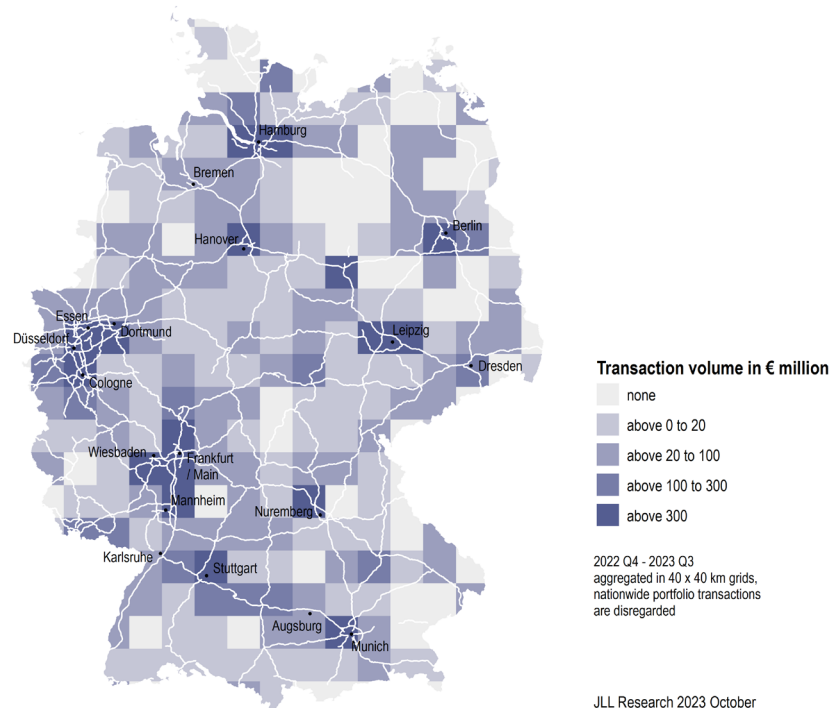 Hamburg
Bremen
Berlin
Hanover
Essen
Dortmund
Düsseldorf
Leipzig
Cologne
Dresden
Wiesbaden
Frankfurt
/ Main
Mannheim
Nuremberg
Karlsruhe
Stuttgart
Augsburg
Munich
Transaction volume in € million
none
above 0 to 20
above 20 to 100
above 100 to 300
above 300
2022 Q4 - 2023 Q3
aggregated in 40 x 40 km grids,
nationwide portfolio transactions
are disregarded
JLL Research 2023 October